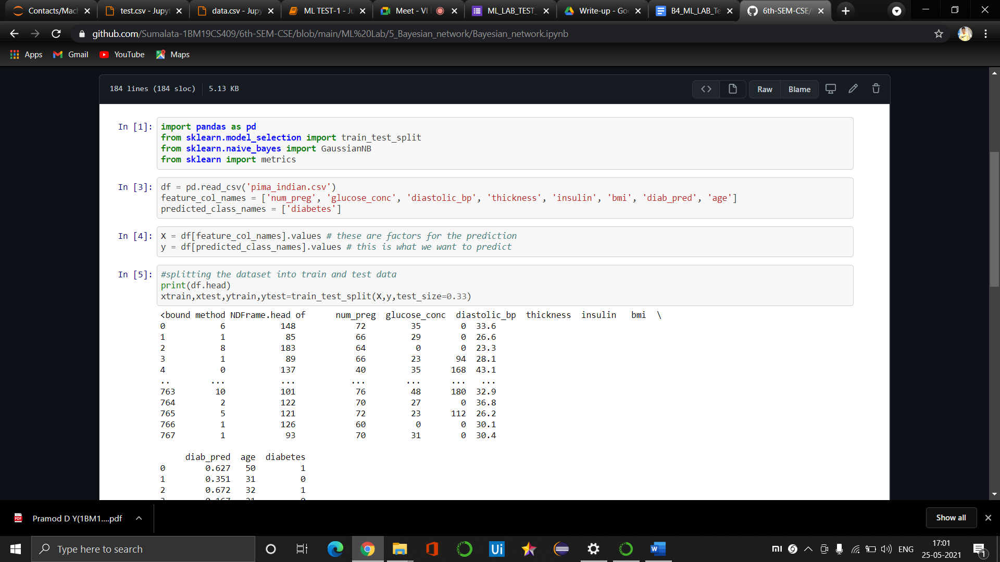 Contacts/Mac
test.csv - Jupyt
data.csv - Jupy
ML TEST-1 - Ju
Meet - VI
ML_LAB_TEST_
Write-up - Goo
B4_ML_LAB_Te
6th-SEM-CSE/
github.com/Sumalata-1BM19CS409/6th-SEM-CSE/blob/main/ML%20Lab/5_Bayesian_network/Bayesian_network.ipynb
Apps Gmail YouTube Maps
184 lines (184 sloc) 5.13 KB
<> Raw Blame
In [1]: import pandas as pd
from sklearn.model_selection import train_test_split
from sklearn.naive_bayes import GaussianNB
from sklearn import metrics
In [3]: df = pd.read_csv('pima_indian.csv')
feature_col_names = ['num_preg', 'glucose_conc', 'diastolic_bp', 'thickness', 'insulin', 'bmi', 'diab_pred', 'age']
predicted_class_names = ['diabetes']
In [4]: X = df[feature_col_names].values # these are factors for the prediction
y = df[predicted_class_names].values # this is what we want to predict
In [5]: #splitting the dataset into train and test data
print(df.head)
xtrain,xtest,ytrain,ytest=train_test_split(X,y,test_size=0.33)
<bound method NDFrame.head of num_preg glucose_conc diastolic_bp thickness insulin bmi \
0 6 148 72 35 0 33.6
1 1 85 66 29 0 26.6
2 8 183 64 0 0 23.3
3 1 89 66 23 94 28.1
4 0 137 40 35 168 43.1
.. ... ... ... ... ... ...
763 10 101 76 48 180 32.9
764 2 122 70 27 0 36.8
765 5 121 72 23 112 26.2
766 1 126 60 0 0 30.1
767 1 93 70 31 0 30.4
diab_pred age diabetes
0 0.627 50 1
1 0.351 31 0
2 0.672 32 1
3 0.167 21 0
PDF Pramod D Y(1BM1....pdf
Show all
Type here to search
Ui
W
mi
ENG
17:01
25-05-2021
1